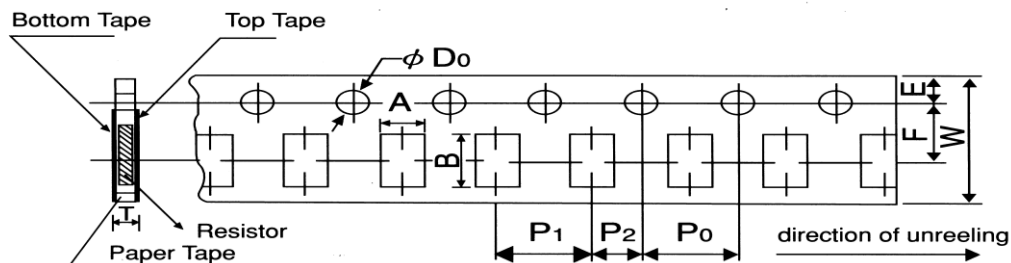 Bottom Tape
Top Tape
ϕ D0
A
B
E
F
W
T
Resistor
Paper Tape
P1
P2
P0
direction of unreeling